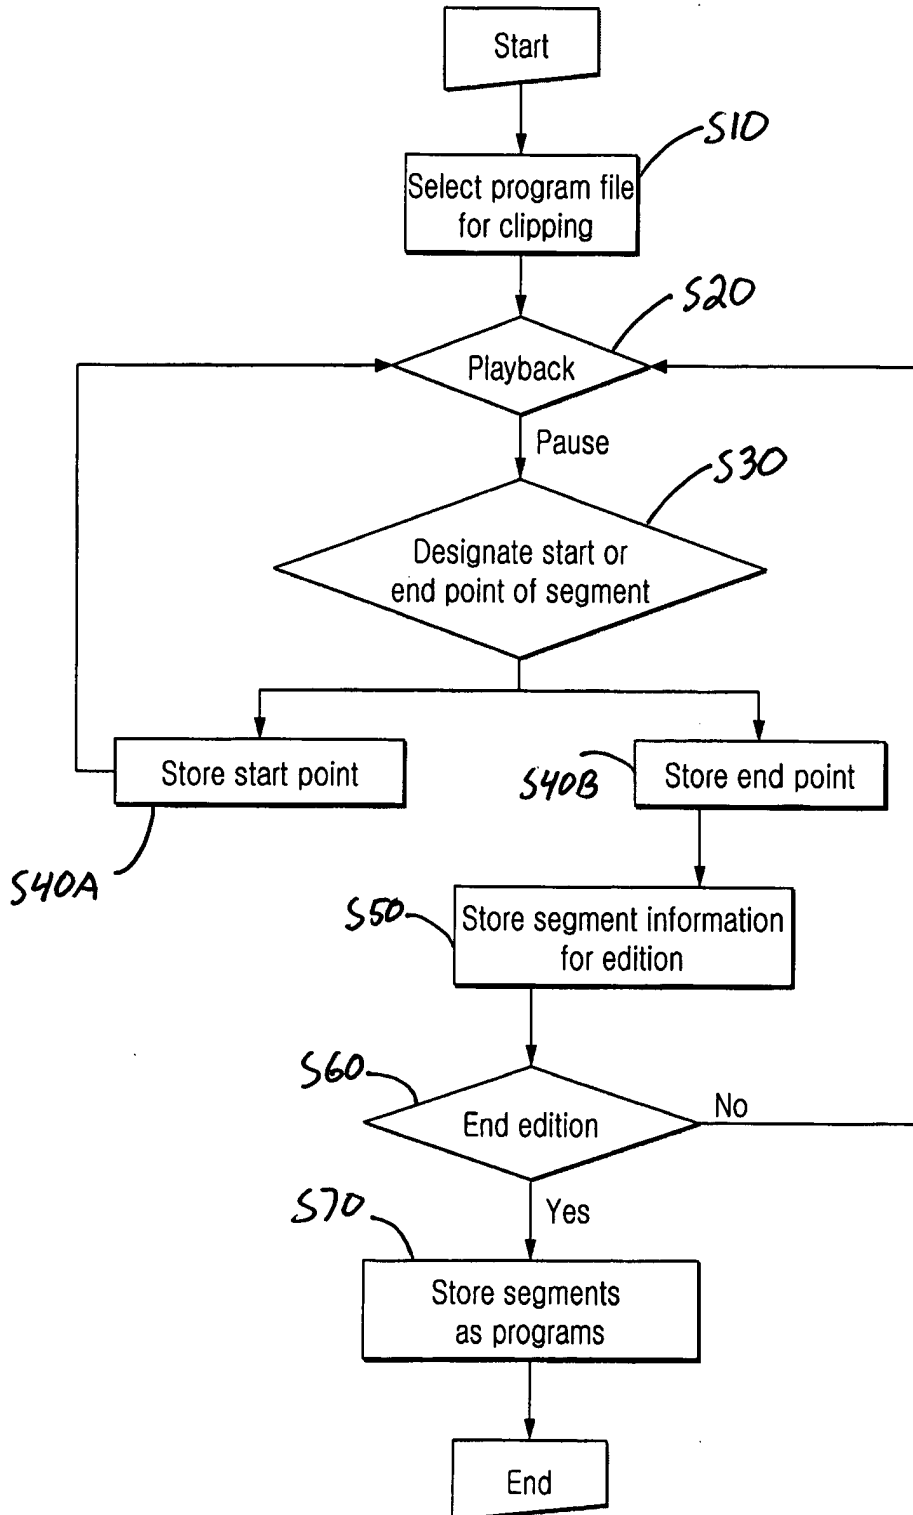 Start
S10
Select program file
for clipping
S20
Playback
Pause
S30
Designate start or
end point of segment
Store start point
S40A
S40B
Store end point
S50
Store segment information
for edition
S60
End edition
No
Yes
S70
Store segments
as programs
End